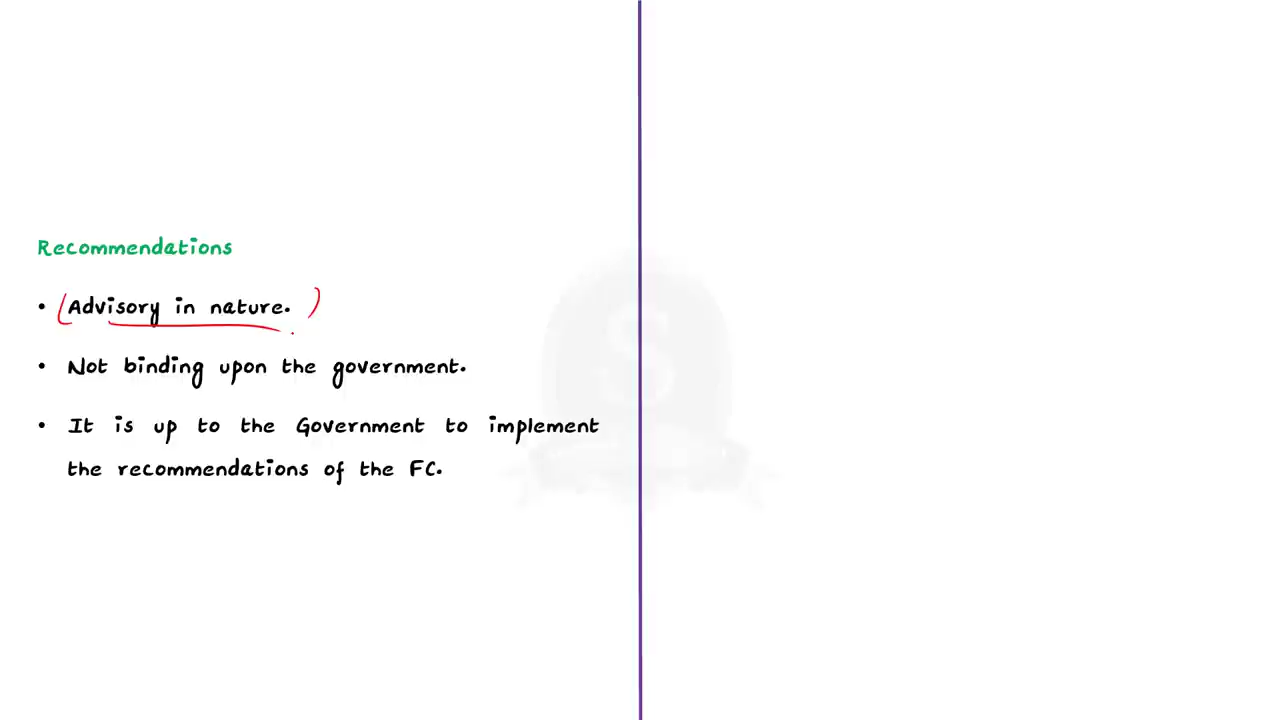 Recommendations
• Advisory in nature.
• Not binding upon the government.
• It is up to the Government to implement
the recommendations of the FC.